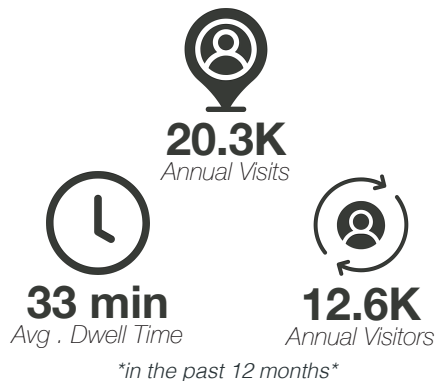 20.3K
Annual Visits
33 min
Avg . Dwell Time
12.6K
Annual Visitors
*in the past 12 months*